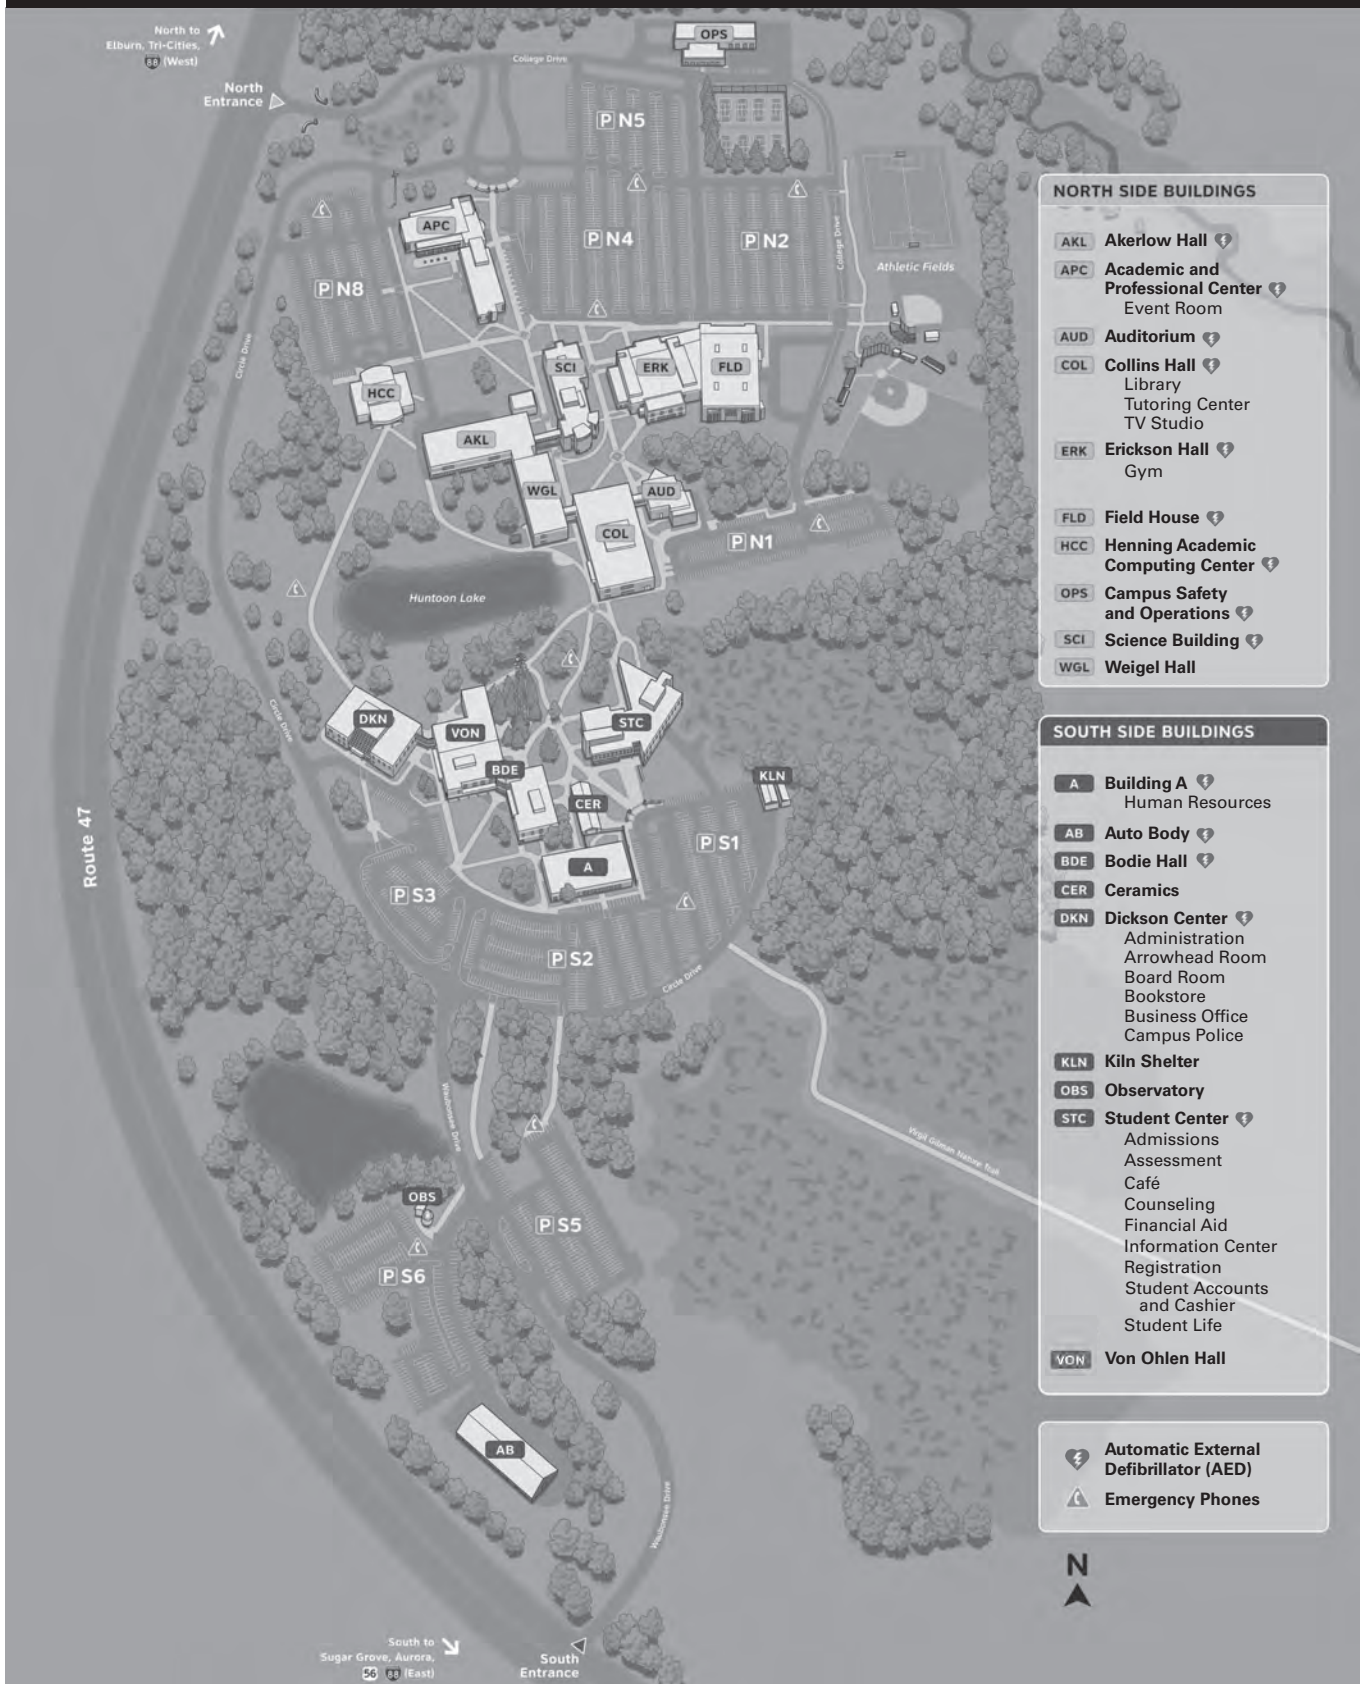 North to
Elburn, Tri-Cities,
88 (West)
North
Entrance
College Drive
OPS
P N5
APC
P N4
P N2
College Drive
Athletic Fields
P N8
Circle Drive
HCC
SCI
ERK
FLD
AKL
WGL
AUD
COL
P N1
Huntoon Lake
Circle Drive
DKN
VON
STC
BDE
KLN
CER
P S1
A
Route 47
P S3
P S2
Circle Drive
Waubonsee Drive
Virgil Gilman Nature Trail
OBS
P S5
P S6
AB
Waubonsee Drive
South to
Sugar Grove, Aurora,
56 88 (East)
South
Entrance
NORTH SIDE BUILDINGS
AKL Akerlow Hall
APC Academic and
Professional Center
Event Room
AUD Auditorium
COL Collins Hall
Library
Tutoring Center
TV Studio
ERK Erickson Hall
Gym
FLD Field House
HCC Henning Academic
Computing Center
OPS Campus Safety
and Operations
SCI Science Building
WGL Weigel Hall
SOUTH SIDE BUILDINGS
A Building A
Human Resources
AB Auto Body
BDE Bodie Hall
CER Ceramics
DKN Dickson Center
Administration
Arrowhead Room
Board Room
Bookstore
Business Office
Campus Police
KLN Kiln Shelter
OBS Observatory
STC Student Center
Admissions
Assessment
Café
Counseling
Financial Aid
Information Center
Registration
Student Accounts
and Cashier
Student Life
VON Von Ohlen Hall
Automatic External
Defibrillator (AED)
Emergency Phones
N